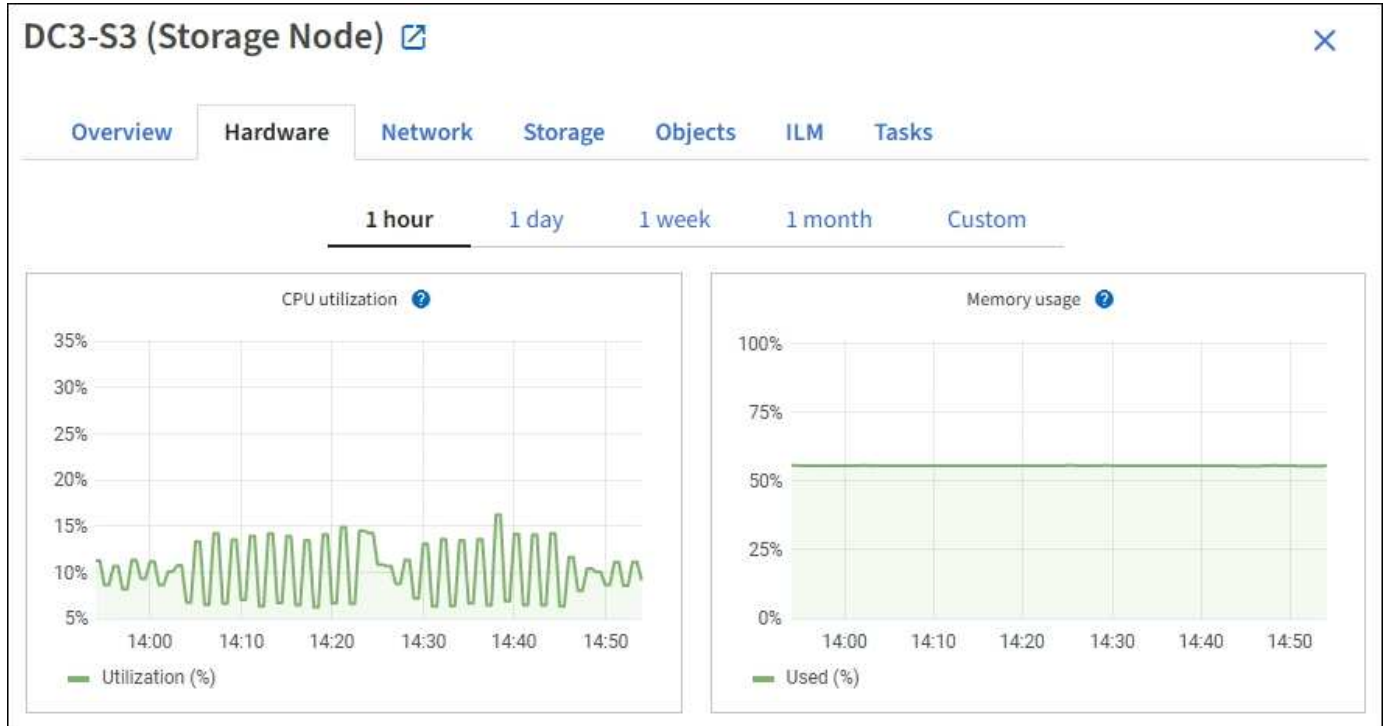 DC3-S3 (Storage Node)
Overview Hardware Network Storage Objects ILM Tasks
1 hour 1 day 1 week 1 month Custom
CPU utilization ?
35%
30%
25%
20%
15%
10%
5%
14:00 14:10 14:20 14:30 14:40 14:50
Utilization (%)
Memory usage ?
100%
75%
50%
25%
0%
14:00 14:10 14:20 14:30 14:40 14:50
Used (%)